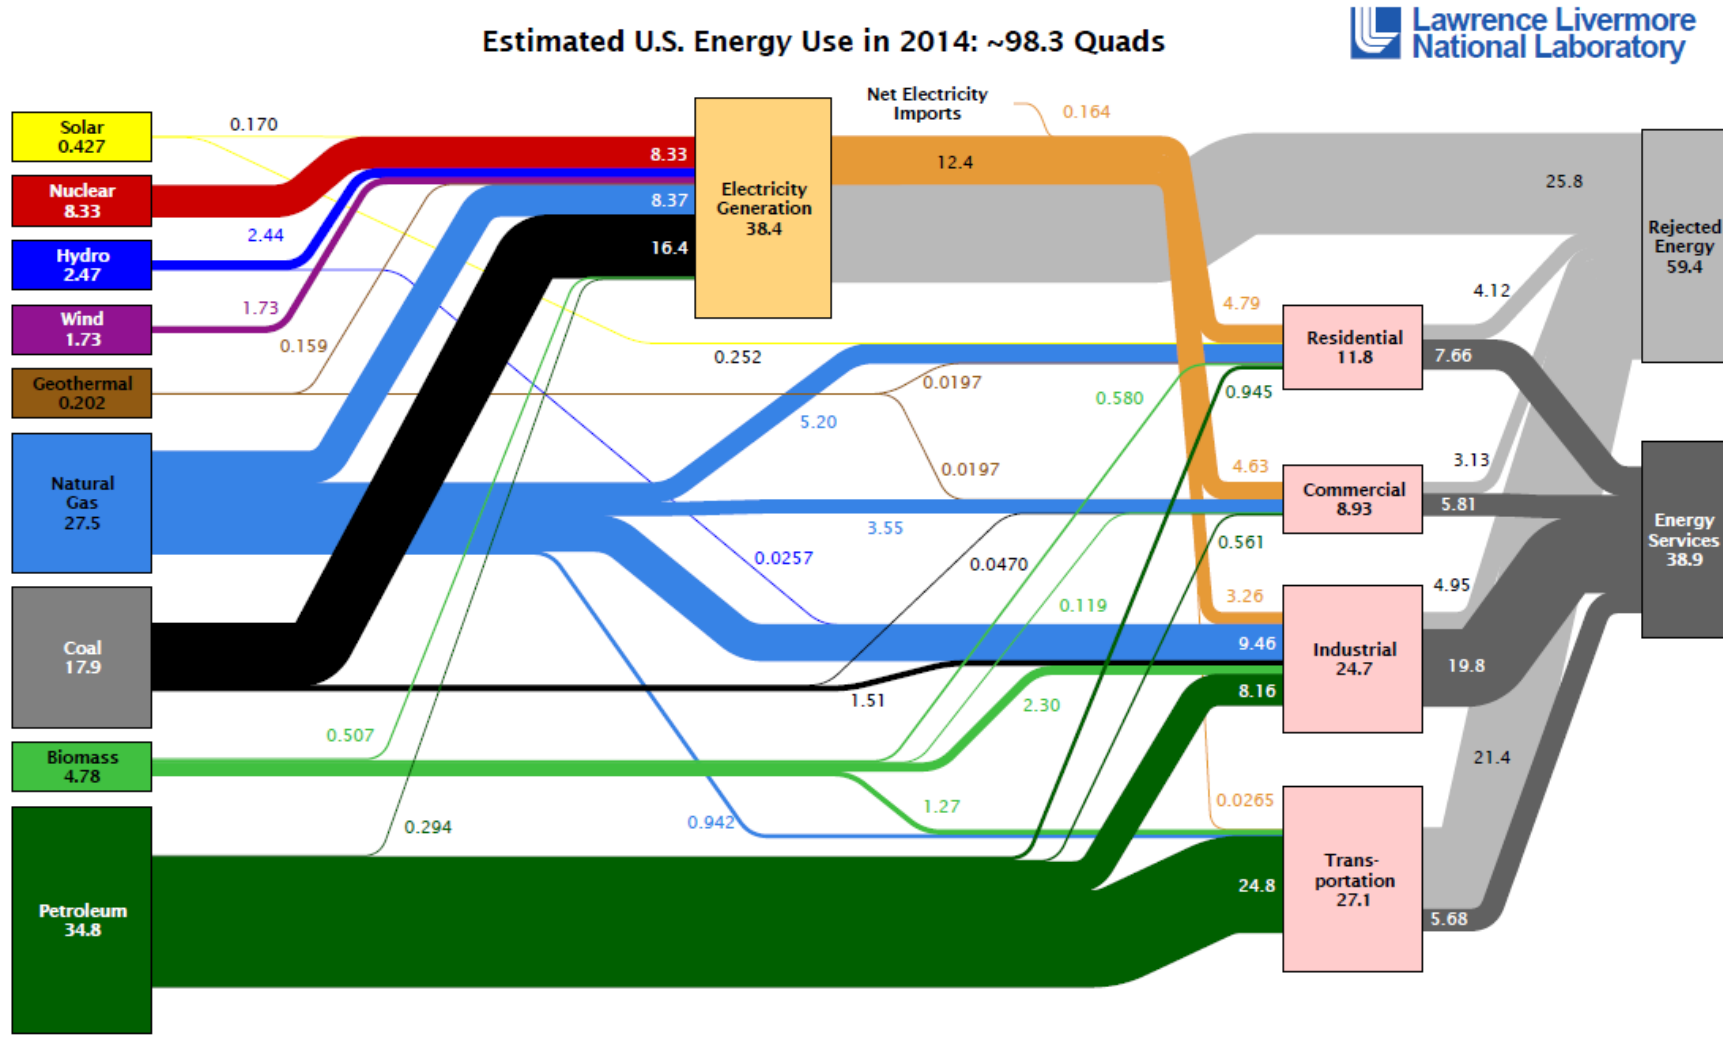 Estimated U.S. Energy Use in 2014: ~98.3 Quads
Lawrence Livermore
National Laboratory
Net Electricity
Imports
0.164
Solar
0.427
0.170
Nuclear
8.33
8.33
Hydro
2.47
2.44
Wind
1.73
1.73
Geothermal
0.202
0.159
Natural
Gas
27.5
8.37
Coal
17.9
16.4
Biomass
4.78
0.507
Petroleum
34.8
0.294
Electricity
Generation
38.4
12.4
25.8
0.252
0.0197
5.20
0.0197
3.55
0.0257
0.0470
0.580
0.119
1.51
2.30
0.942
1.27
4.79
0.945
4.63
0.561
3.26
9.46
8.16
0.0265
24.8
Residential
11.8
4.12
7.66
Commercial
8.93
3.13
5.81
Industrial
24.7
4.95
19.8
Trans-
portation
27.1
21.4
5.68
Rejected
Energy
59.4
Energy
Services
38.9